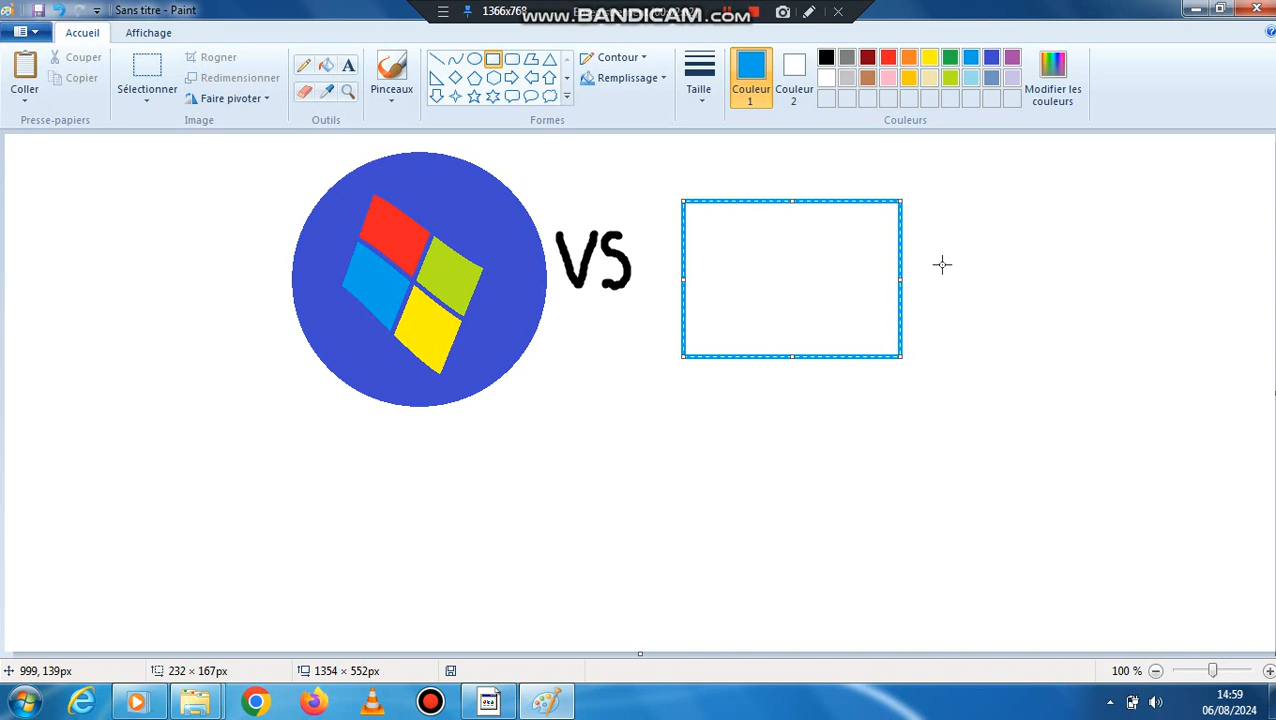 Sans titre - Paint
1366x768
www.BANDICAM.com
Accueil
Affichage
Coller
Couper
Copier
Presse-papiers
Sélectionner
Rogner
Redimensionner
Faire pivoter
Image
A
Outils
Pinceaux
Contour
Remplissage
Formes
Taille
Couleur 1
Couleur 2
Modifier les couleurs
Couleurs
VS
999, 139px
232 × 167px
1354 × 552px
100 %
14:59
06/08/2024